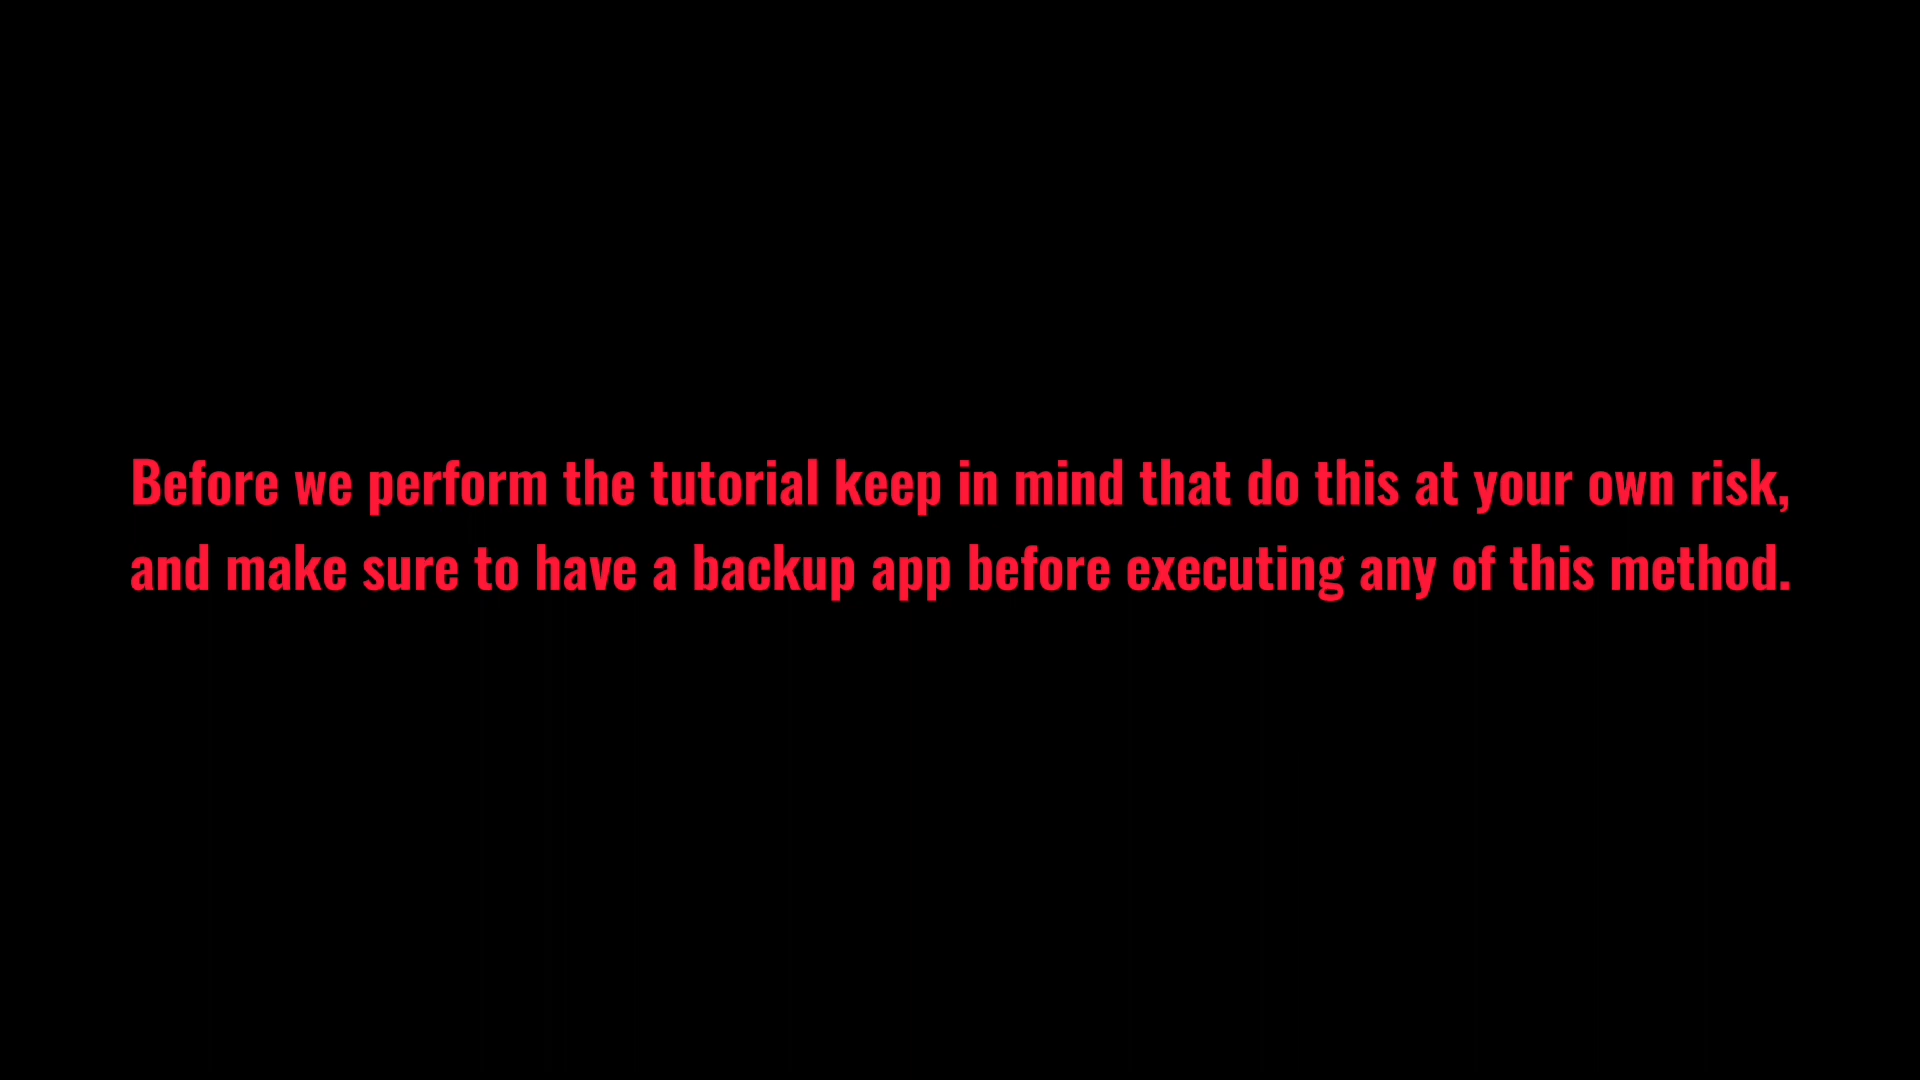 Before we perform the tutorial keep in mind that do this at your own risk,
and make sure to have a backup app before executing any of this method.